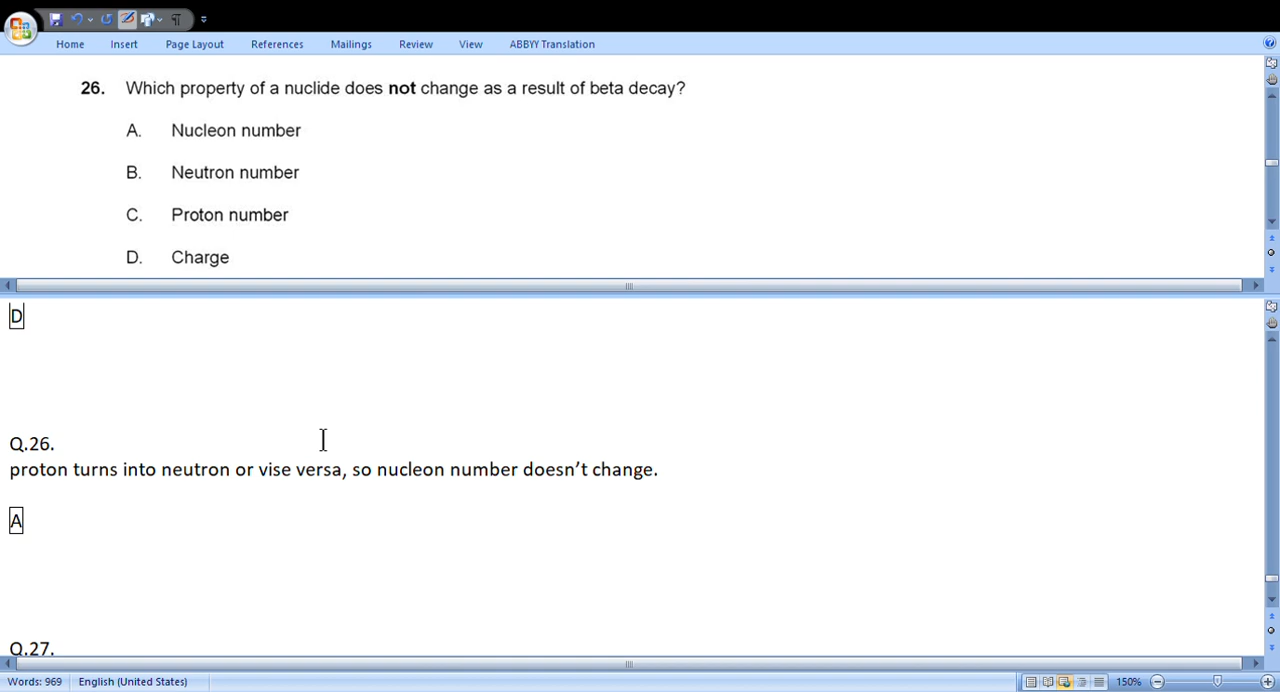 Home Insert Page Layout References Mailings Review View ABBYY Translation
26. Which property of a nuclide does not change as a result of beta decay?
A. Nucleon number
B. Neutron number
C. Proton number
D. Charge
D
Q.26.
proton turns into neutron or vise versa, so nucleon number doesn’t change.
A
Q.27.
Words: 969 English (United States) 150%